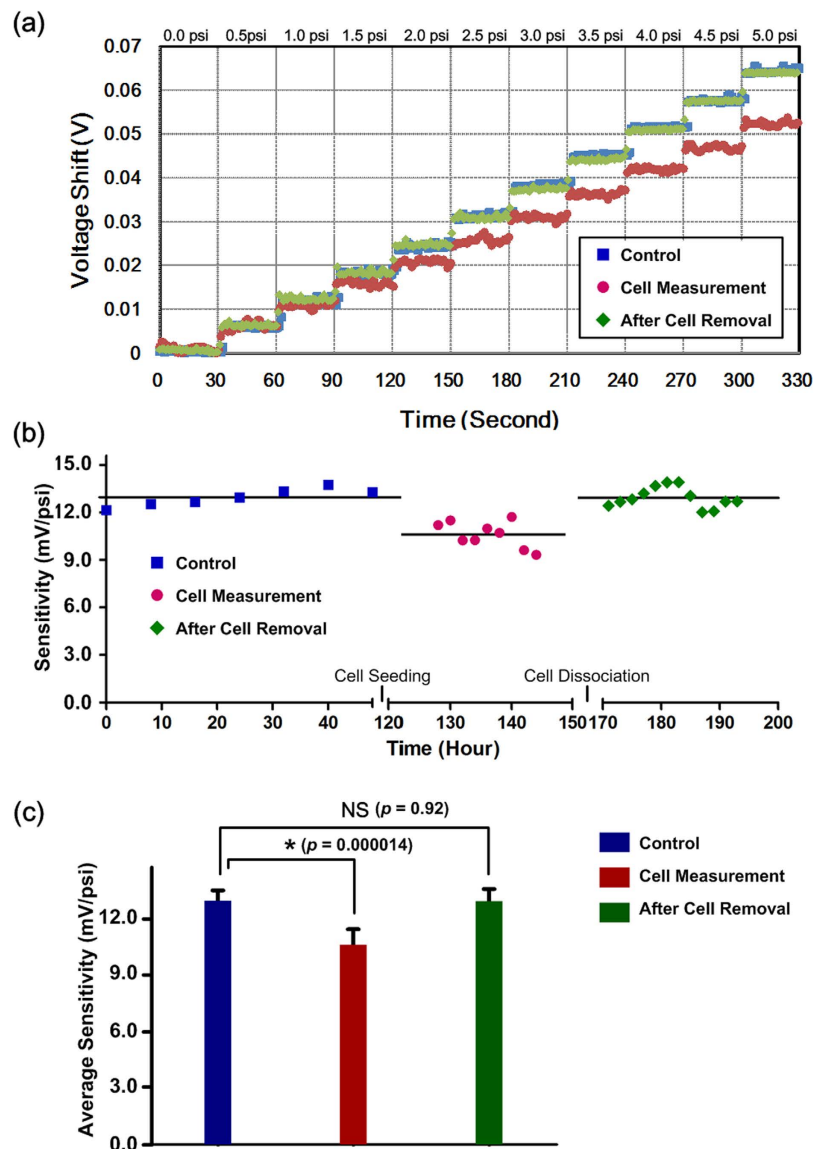 (a)
0.0 psi 0.5psi 1.0 psi 1.5 psi 2.0 psi 2.5 psi 3.0 psi 3.5 psi 4.0 psi 4.5 psi 5.0 psi
0.07
0.06
0.05
0.04
0.03
0.02
0.01
0
Voltage Shift (V)
Control
Cell Measurement
After Cell Removal
0 30 60 90 120 150 180 210 240 270 300 330
Time (Second)
(b)
15.0
12.0
9.0
6.0
3.0
0.0
Sensitivity (mV/psi)
Control
Cell Measurement
After Cell Removal
Cell Seeding Cell Dissociation
0 10 20 30 40 120 130 140 150 170 180 190 200
Time (Hour)
(c)
NS (p = 0.92)
* (p = 0.000014)
Control
Cell Measurement
After Cell Removal
12.0
9.0
6.0
3.0
0.0
Average Sensitivity (mV/psi)